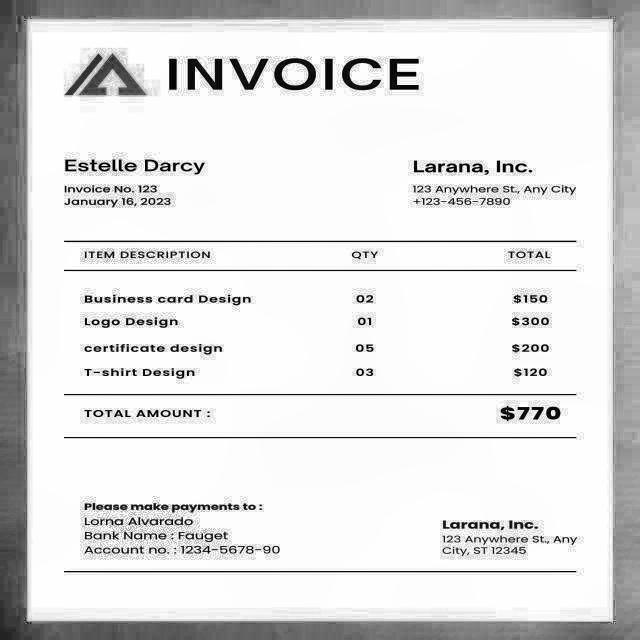 INVOICE
Estelle Darcy
Invoice No. 123
January 16, 2023
Larana, Inc.
123 Anywhere St., Any City
+123-456-7890
ITEM DESCRIPTION QTY TOTAL
Business card Design 02 $150
Logo Design 01 $300
certificate design 05 $200
T-shirt Design 03 $120
TOTAL AMOUNT : $770
Please make payments to :
Lorna Alvarado
Bank Name : Fauget
Account no. : 1234-5678-90
Larana, Inc.
123 Anywhere St., Any
City, ST 12345